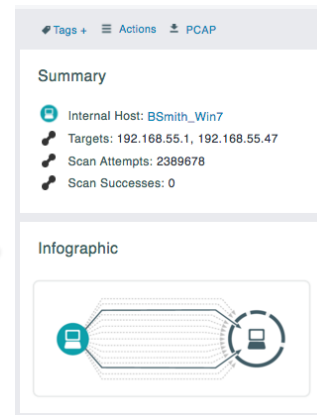 Tags + Actions PCAP
Summary
Internal Host: BSmith_Win7
Targets: 192.168.55.1, 192.168.55.47
Scan Attempts: 2389678
Scan Successes: 0
Infographic